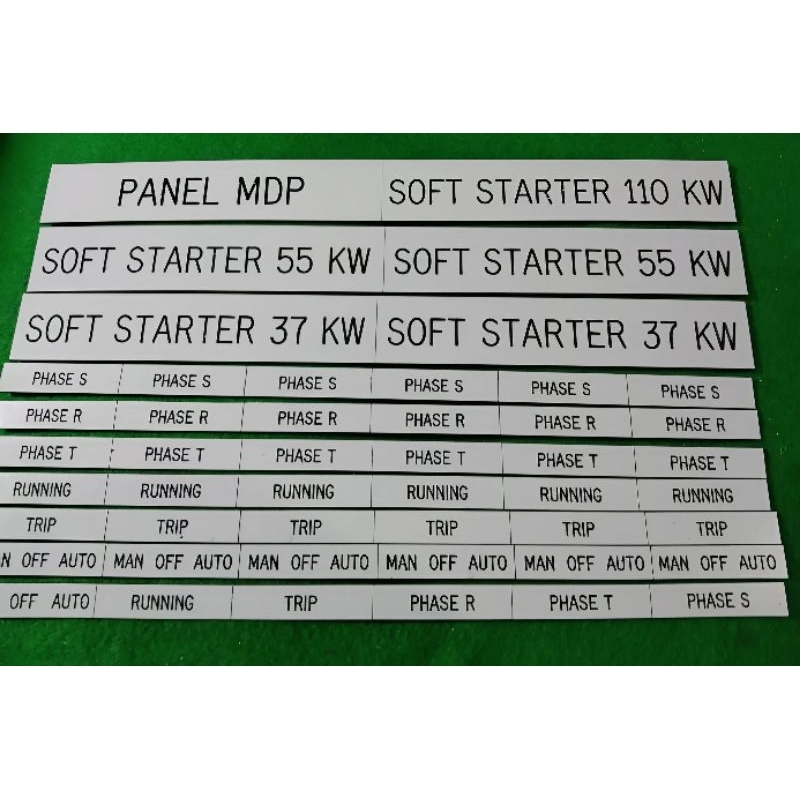 PANEL MDP SOFT STARTER 110 KW
SOFT STARTER 55 KW SOFT STARTER 55 KW
SOFT STARTER 37 KW SOFT STARTER 37 KW
PHASE S PHASE S PHASE S PHASE S PHASE S PHASE S
PHASE R PHASE R PHASE R PHASE R PHASE R PHASE R
PHASE T PHASE T PHASE T PHASE T PHASE T PHASE T
RUNNING RUNNING RUNNING RUNNING RUNNING RUNNING
TRIP TRIP TRIP TRIP TRIP TRIP
OFF AUTO MAN OFF AUTO MAN OFF AUTO MAN OFF AUTO MAN OFF AUTO MAN OFF AUTO
OFF AUTO RUNNING TRIP PHASE R PHASE T PHASE S